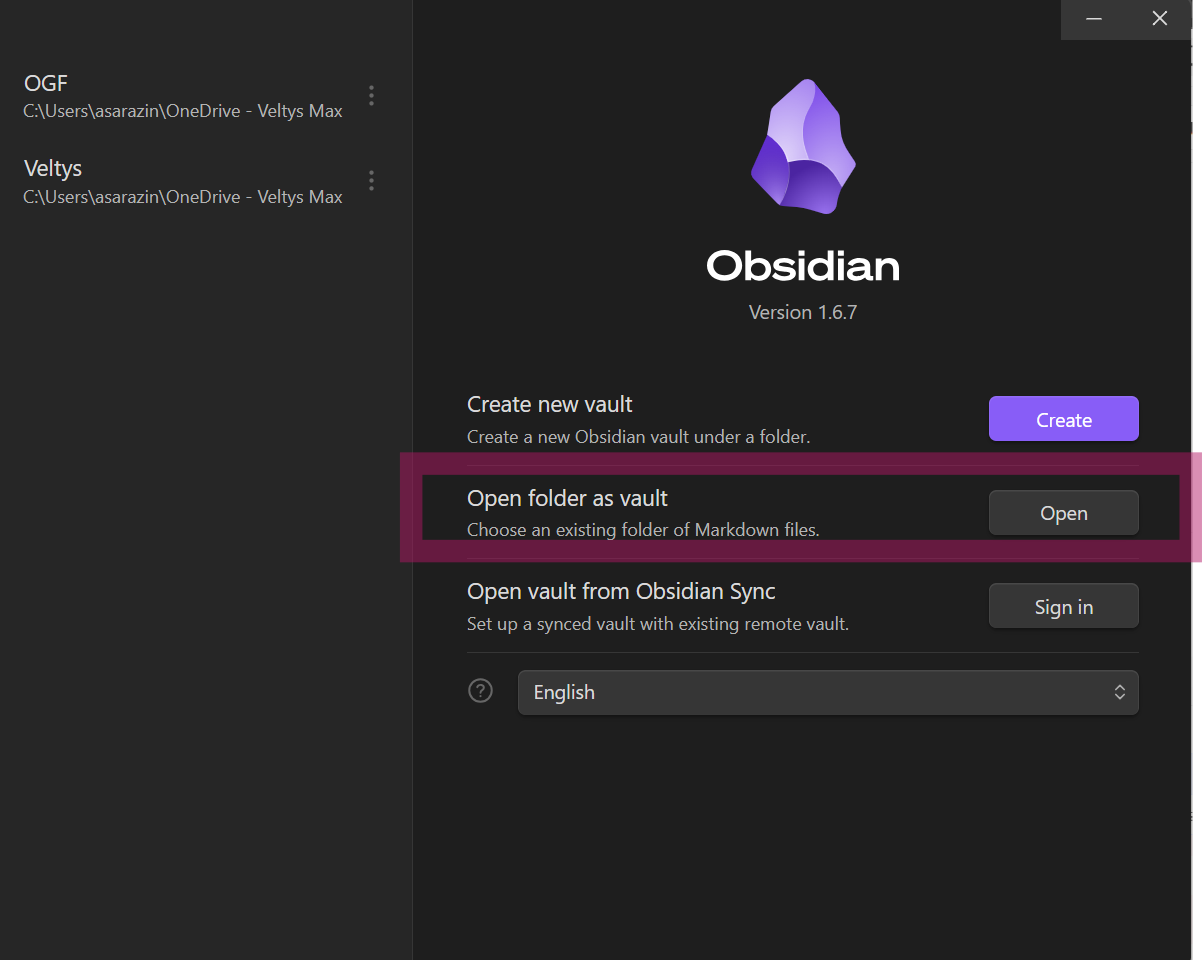 OGF
C:\Users\asarazin\OneDrive - Veltys Max
Veltys
C:\Users\asarazin\OneDrive - Veltys Max
Obsidian
Version 1.6.7
Create new vault
Create a new Obsidian vault under a folder.
Create
Open folder as vault
Choose an existing folder of Markdown files.
Open
Open vault from Obsidian Sync
Set up a synced vault with existing remote vault.
Sign in
English